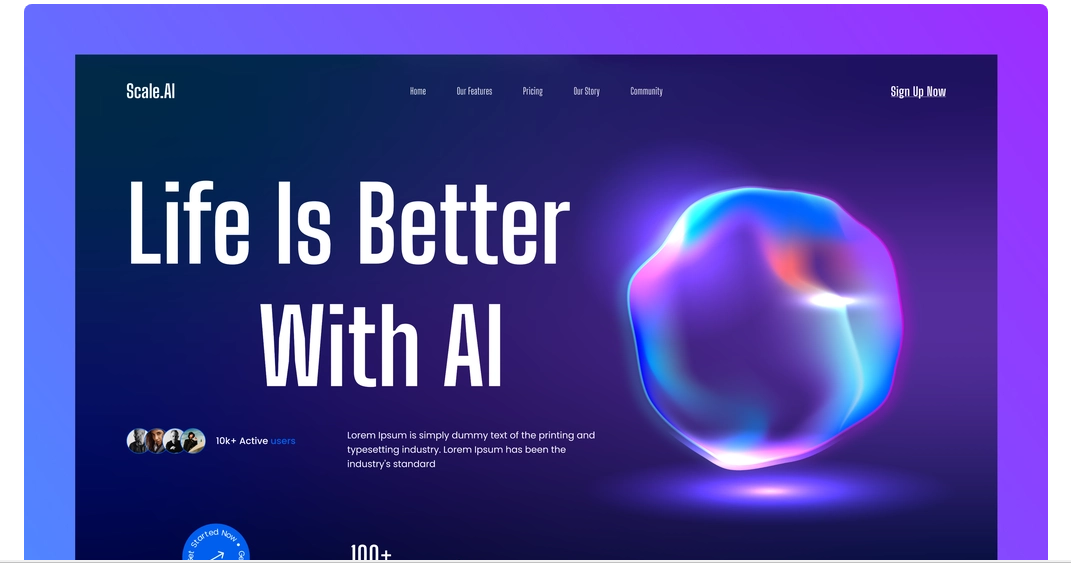 Scale.AI
Home
Our Features
Pricing
Our Story
Community
Sign Up Now
Life Is Better
With AI
10k+ Active users
Lorem Ipsum is simply dummy text of the printing and
typesetting industry. Lorem Ipsum has been the
industry's standard
Started Now •
100+